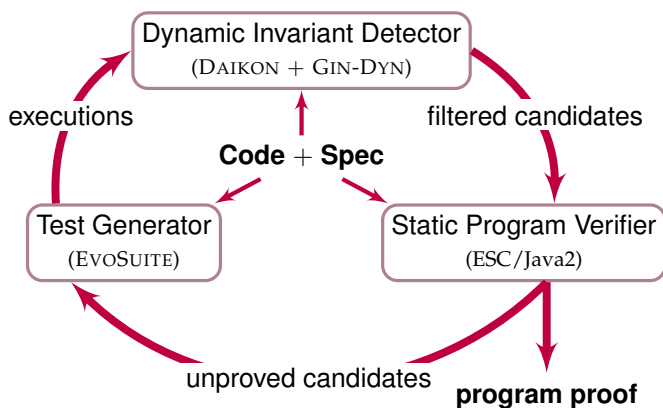 Dynamic Invariant Detector
(DAIKON + GIN-DYN)
executions
filtered candidates
Code + Spec
Test Generator
(EVOSUITE)
Static Program Verifier
(ESC/Java2)
unproved candidates
program proof